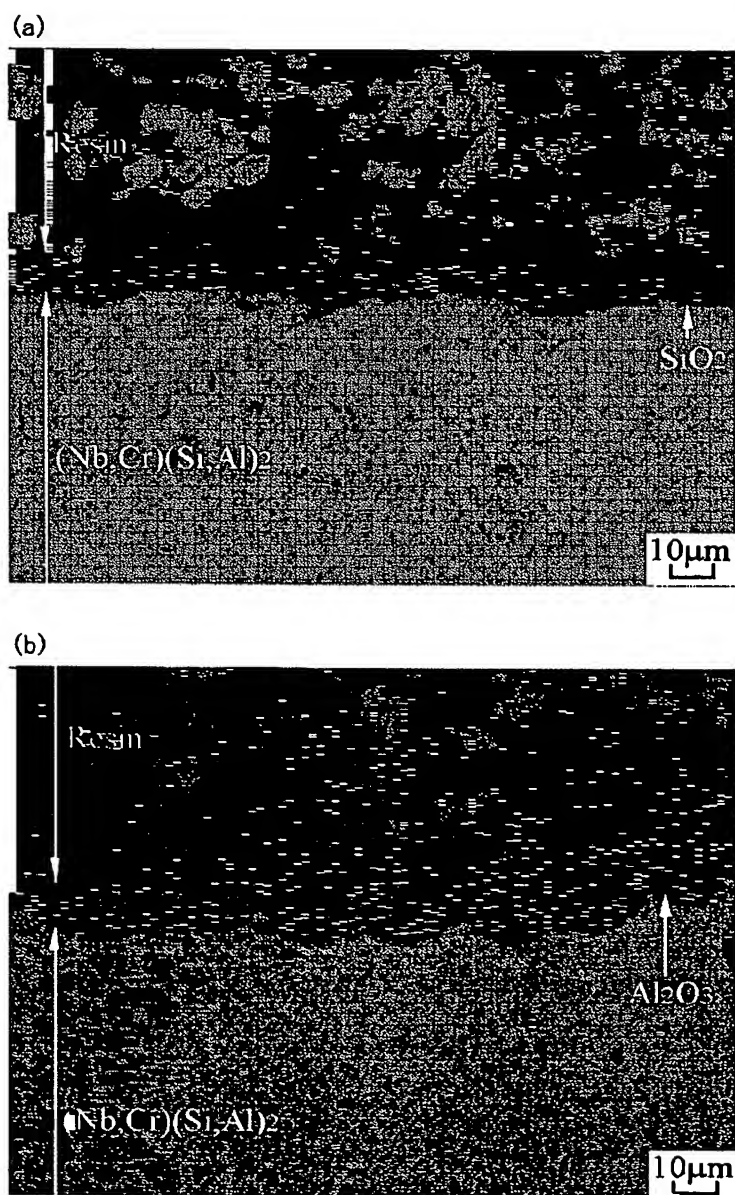 (a)
Resin
SiO2
(Nb,Cr)(Si,Al)2
10μm
(b)
Resin
Al2O3
(Nb,Cr)(Si,Al)2
10μm